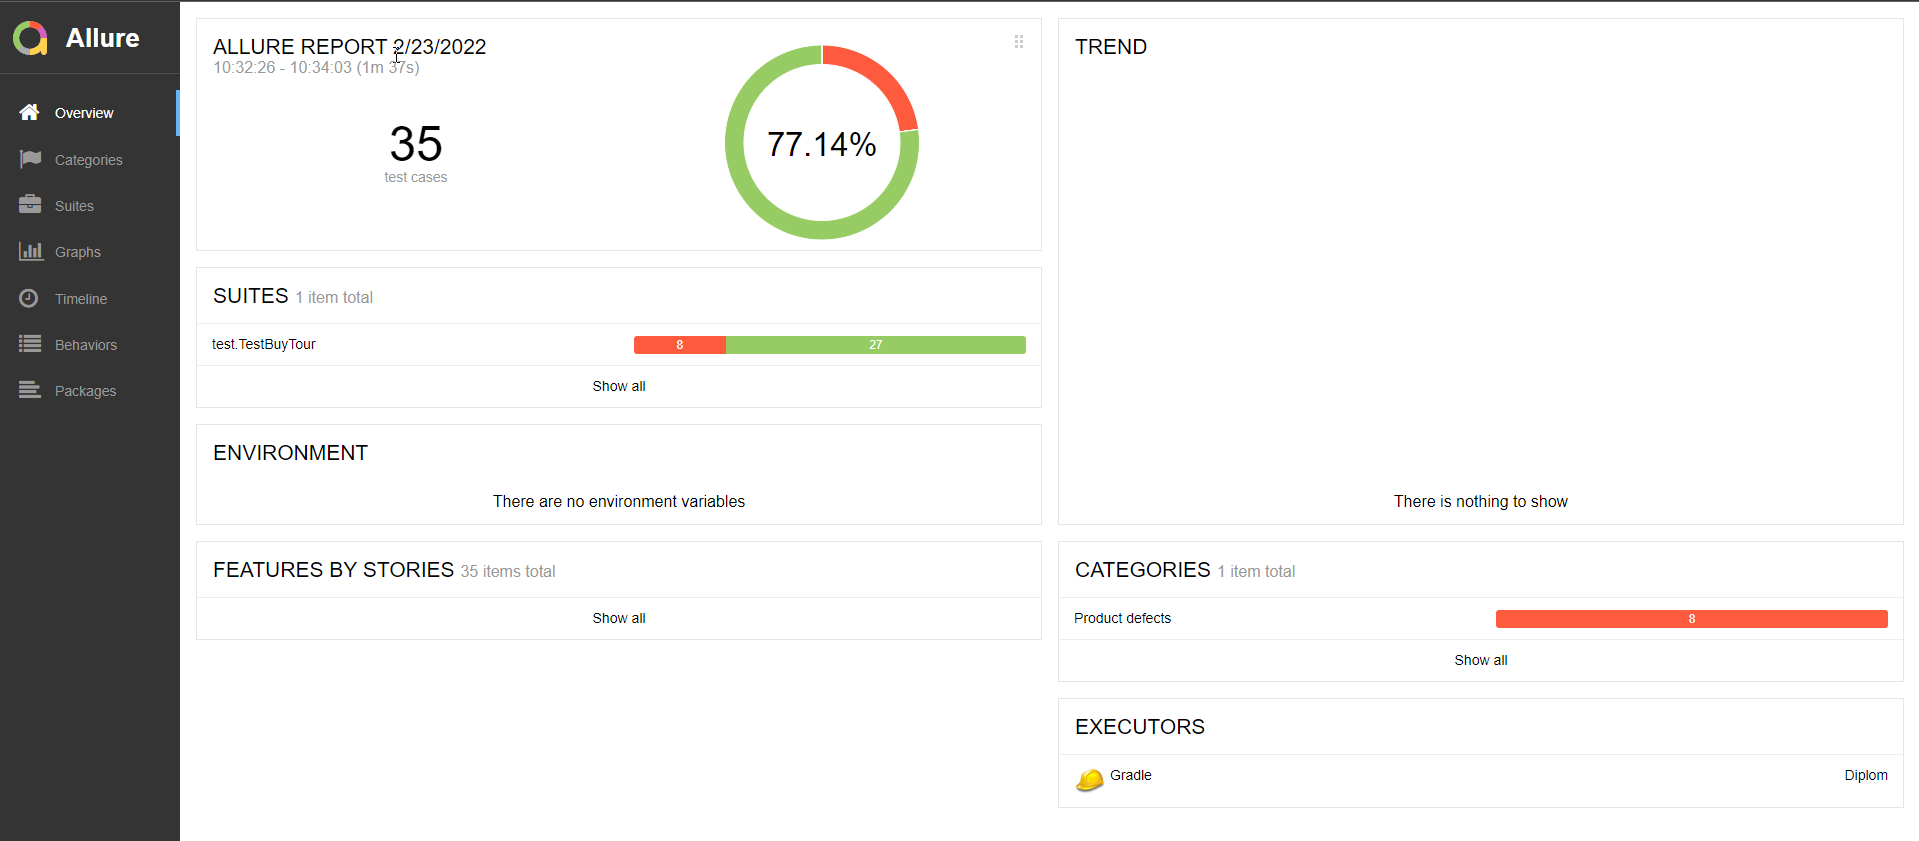 Allure
Overview
Categories
Suites
Graphs
Timeline
Behaviors
Packages
ALLURE REPORT 2/23/2022
10:32:26 - 10:34:03 (1m 37s)
35
test cases
77.14%
SUITES 1 item total
test.TestBuyTour 8 27
Show all
ENVIRONMENT
There are no environment variables
FEATURES BY STORIES 35 items total
Show all
TREND
There is nothing to show
CATEGORIES 1 item total
Product defects 8
Show all
EXECUTORS
Gradle Diplom